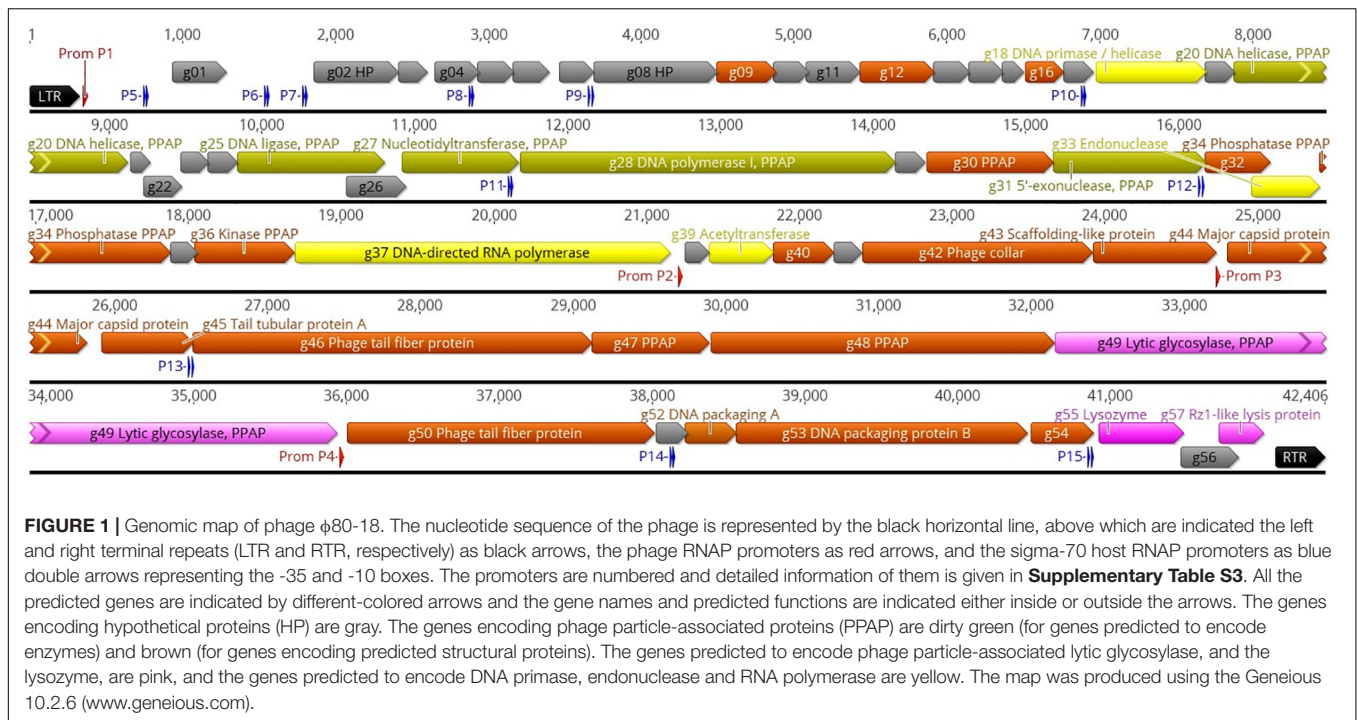 1 1,000 2,000 3,000 4,000 5,000 6,000 7,000 8,000
Prom P1 g18 DNA primase / helicase g20 DNA helicase, PPAP
g01 g02 HP g04 g08 HP g09 g11 g12 g16
LTR P5 P6 P7 P8 P9 P10
9,000 10,000 11,000 12,000 13,000 14,000 15,000 16,000
g20 DNA helicase, PPAP g25 DNA ligase, PPAP g27 Nucleotidyltransferase, PPAP g33 Endonuclease g34 Phosphatase PPAP
g28 DNA polymerase I, PPAP g30 PPAP g32
g22 g26 P11 g31 5'-exonuclease, PPAP P12
17,000 18,000 19,000 20,000 21,000 22,000 23,000 24,000 25,000
g34 Phosphatase PPAP g36 Kinase PPAP g39 Acetyltransferase g43 Scaffolding-like protein g44 Major capsid protein
g37 DNA-directed RNA polymerase g40 g42 Phage collar
Prom P2 Prom P3
26,000 27,000 28,000 29,000 30,000 31,000 32,000 33,000
g44 Major capsid protein g45 Tail tubular protein A
g46 Phage tail fiber protein g47 PPAP g48 PPAP g49 Lytic glycosylase, PPAP
P13
34,000 35,000 36,000 37,000 38,000 39,000 40,000 41,000 42,406
g52 DNA packaging A g55 Lysozyme g57 Rz1-like lysis protein
g49 Lytic glycosylase, PPAP g50 Phage tail fiber protein g53 DNA packaging protein B g54
Prom P4 P14 P15 g56 RTR
FIGURE 1 | Genomic map of phage ϕ80-18. The nucleotide sequence of the phage is represented by the black horizontal line, above which are indicated the left
and right terminal repeats (LTR and RTR, respectively) as black arrows, the phage RNAP promoters as red arrows, and the sigma-70 host RNAP promoters as blue
double arrows representing the -35 and -10 boxes. The promoters are numbered and detailed information of them is given in Supplementary Table S3. All the
predicted genes are indicated by different-colored arrows and the gene names and predicted functions are indicated either inside or outside the arrows. The genes
encoding hypothetical proteins (HP) are gray. The genes encoding phage particle-associated proteins (PPAP) are dirty green (for genes predicted to encode
enzymes) and brown (for genes encoding predicted structural proteins). The genes predicted to encode phage particle-associated lytic glycosylase, and the
lysozyme, are pink, and the genes predicted to encode DNA primase, endonuclease and RNA polymerase are yellow. The map was produced using the Geneious
10.2.6 (www.geneious.com).